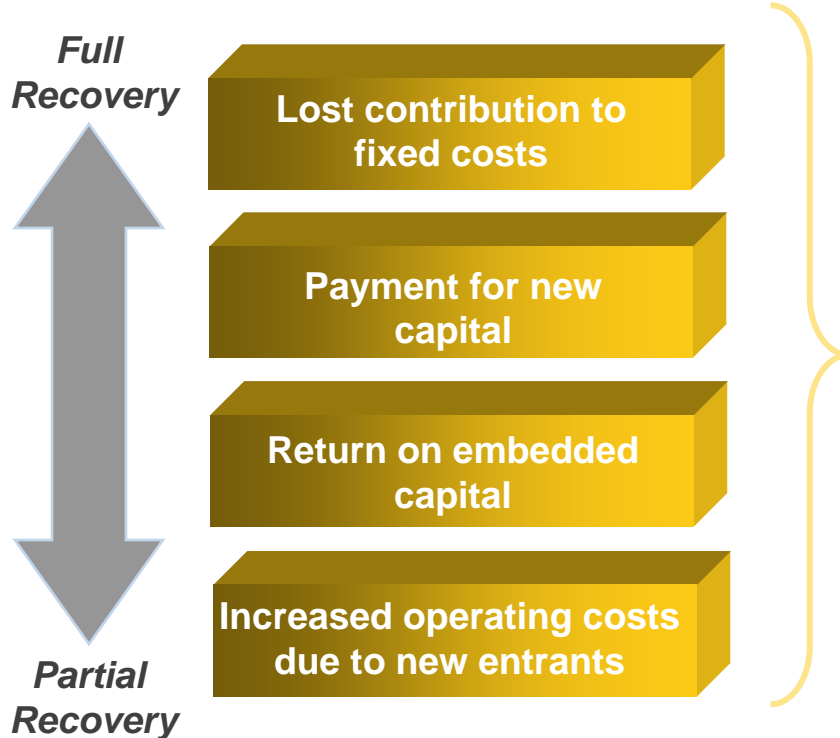 Full
Recovery
Lost contribution to
fixed costs
Payment for new
capital
Return on embedded
capital
Increased operating costs
due to new entrants
Partial
Recovery